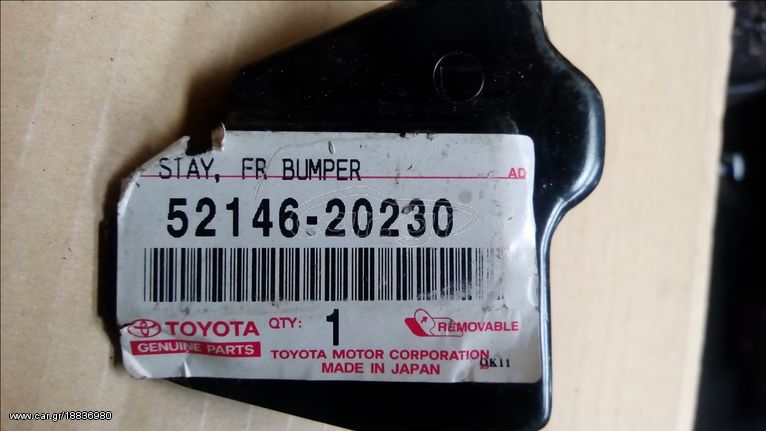 STAY, FR BUMPER
AD
52146-20230
TOYOTA
GENUINE PARTS
QTY: 1
REMOVABLE
TOYOTA MOTOR CORPORATION
MADE IN JAPAN
OK11
www.car.gr/18836980